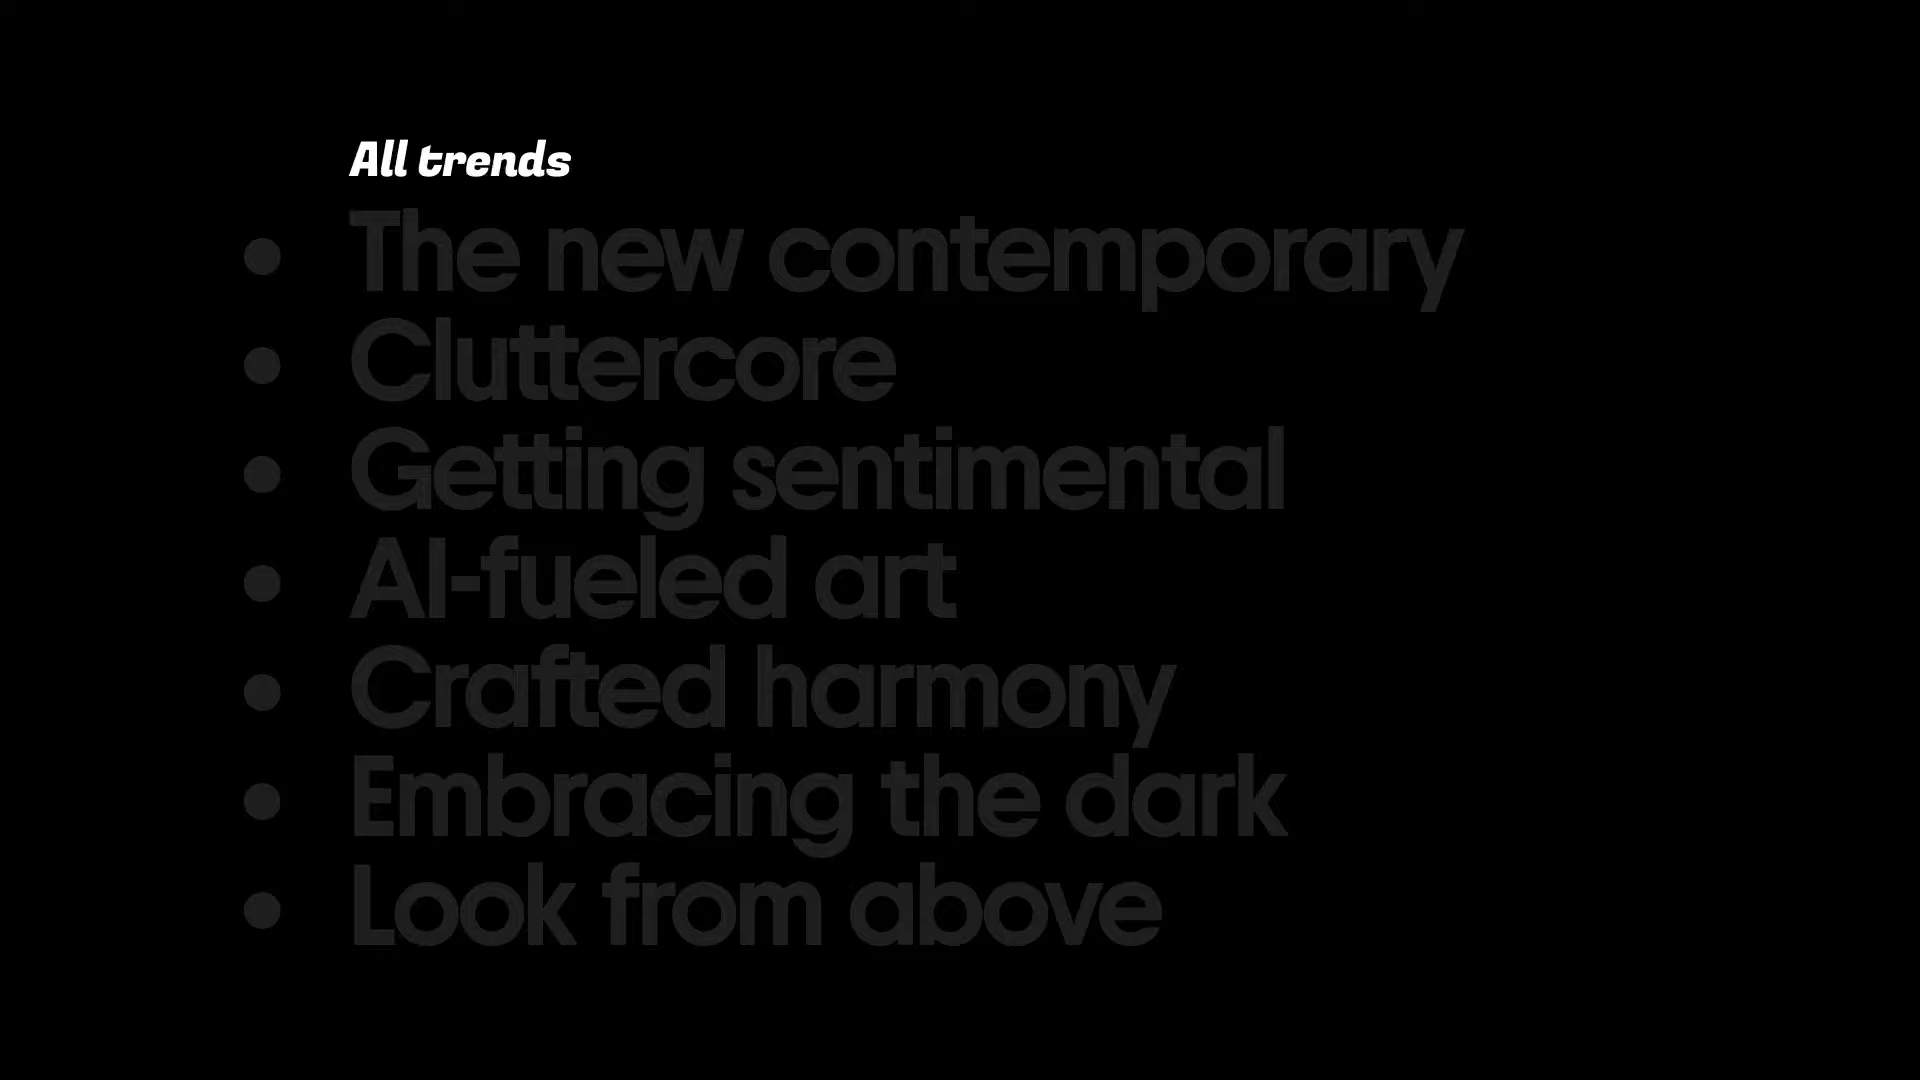 All trends
• The new contemporary
• Cluttercore
• Getting sentimental
• AI-fueled art
• Crafted harmony
• Embracing the dark
• Look from above